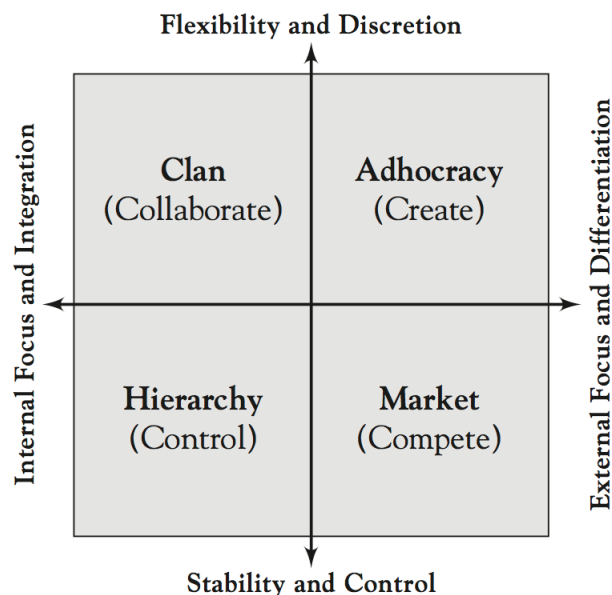 Flexibility and Discretion
Internal Focus and Integration
Clan
(Collaborate)
Adhocracy
(Create)
External Focus and Differentiation
Hierarchy
(Control)
Market
(Compete)
Stability and Control